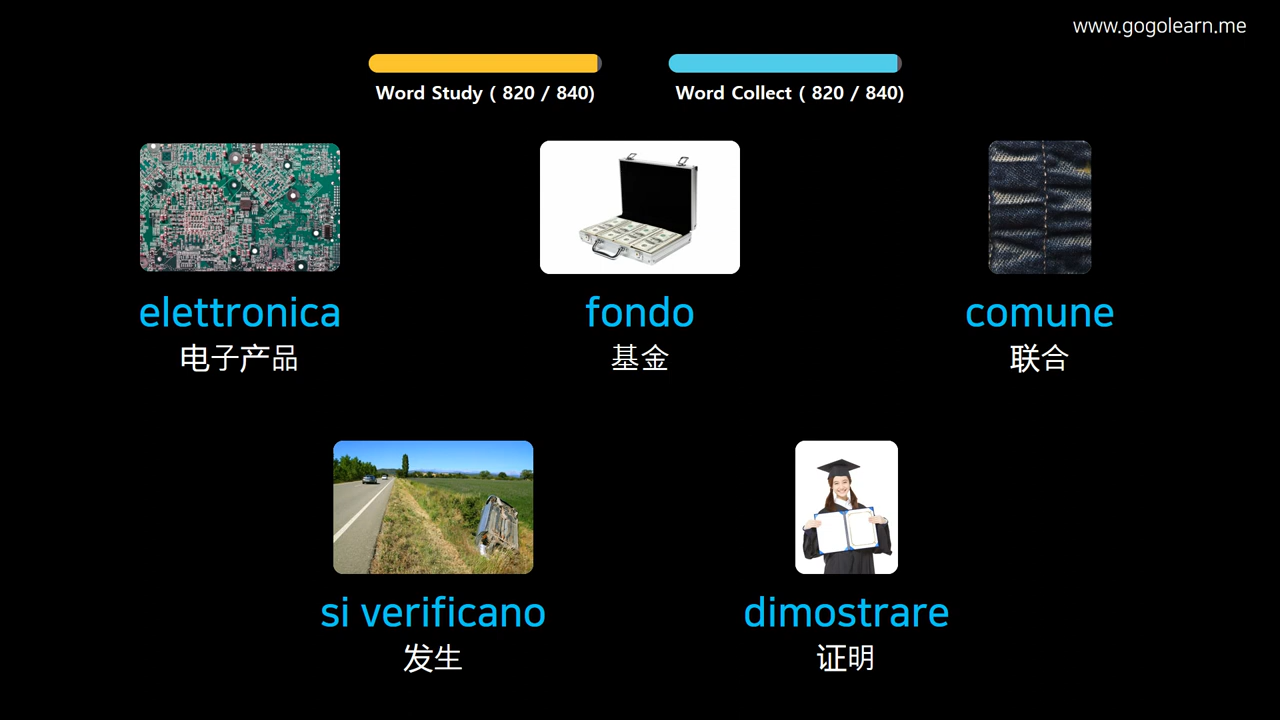 www.gogolearn.me
Word Study ( 820 / 840)
Word Collect ( 820 / 840)
elettronica
电子产品
fondo
基金
comune
联合
si verificano
发生
dimostrare
证明